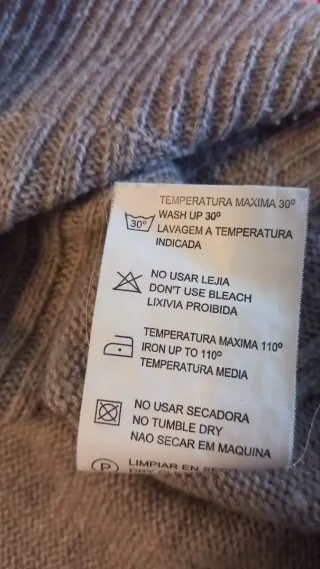 TEMPERATURA MAXIMA 30º
30º WASH UP 30º
LAVAGEM A TEMPERATURA
INDICADA
NO USAR LEJIA
DON'T USE BLEACH
LIXIVIA PROIBIDA
TEMPERATURA MAXIMA 110º
IRON UP TO 110º
TEMPERATURA MEDIA
NO USAR SECADORA
NO TUMBLE DRY
NAO SECAR EM MAQUINA
P LIMPIAR EN
DRY